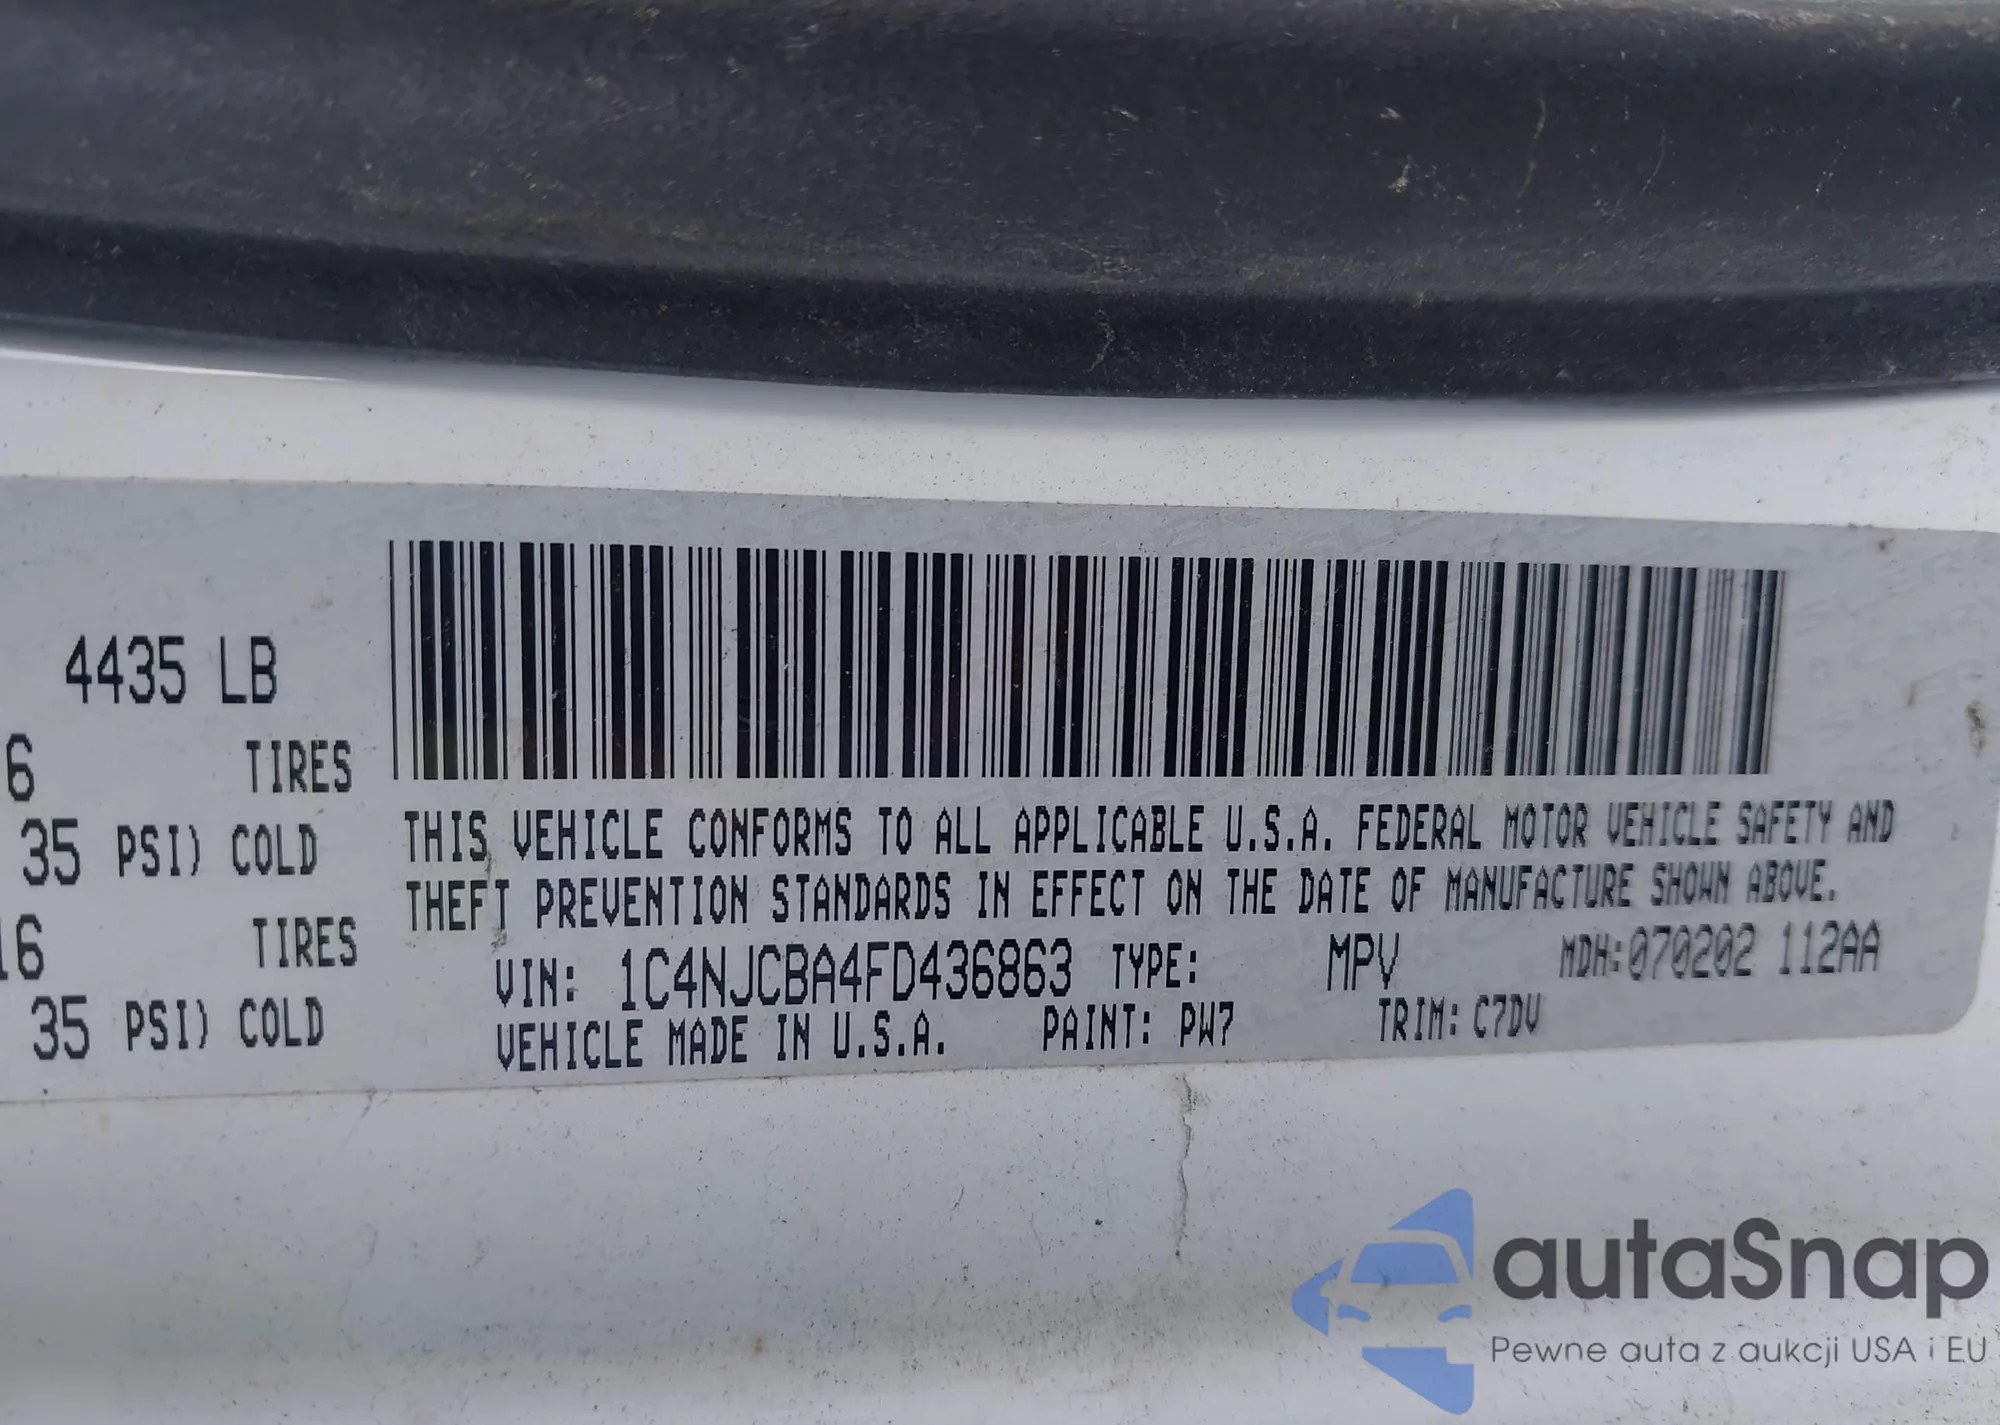 4435 LB
6 TIRES
35 PSI) COLD
16 TIRES
35 PSI) COLD
THIS VEHICLE CONFORMS TO ALL APPLICABLE U.S.A. FEDERAL MOTOR VEHICLE SAFETY AND
THEFT PREVENTION STANDARDS IN EFFECT ON THE DATE OF MANUFACTURE SHOWN ABOVE.
VIN: 1C4NJCBA4FD436863 TYPE: MPV MDH:070202 112AA
VEHICLE MADE IN U.S.A. PAINT: PW7 TRIM: C7DV
autaSnap
Pewne auta z aukcji USA i EU